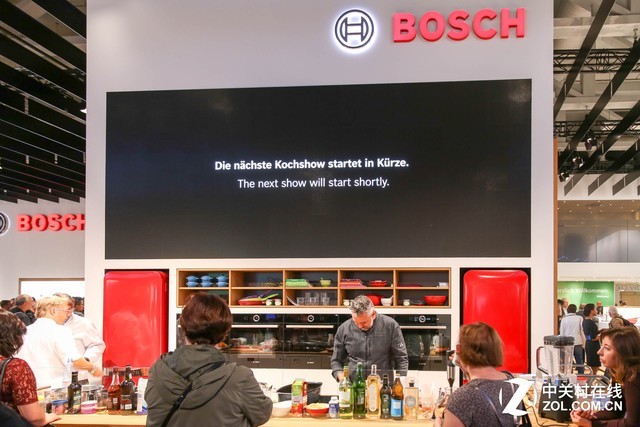 BOSCH
Die nächste Kochshow startet in Kürze.
The next show will start shortly.
BOSCH
Willkommen
中关村在线
ZOL.COM.CN